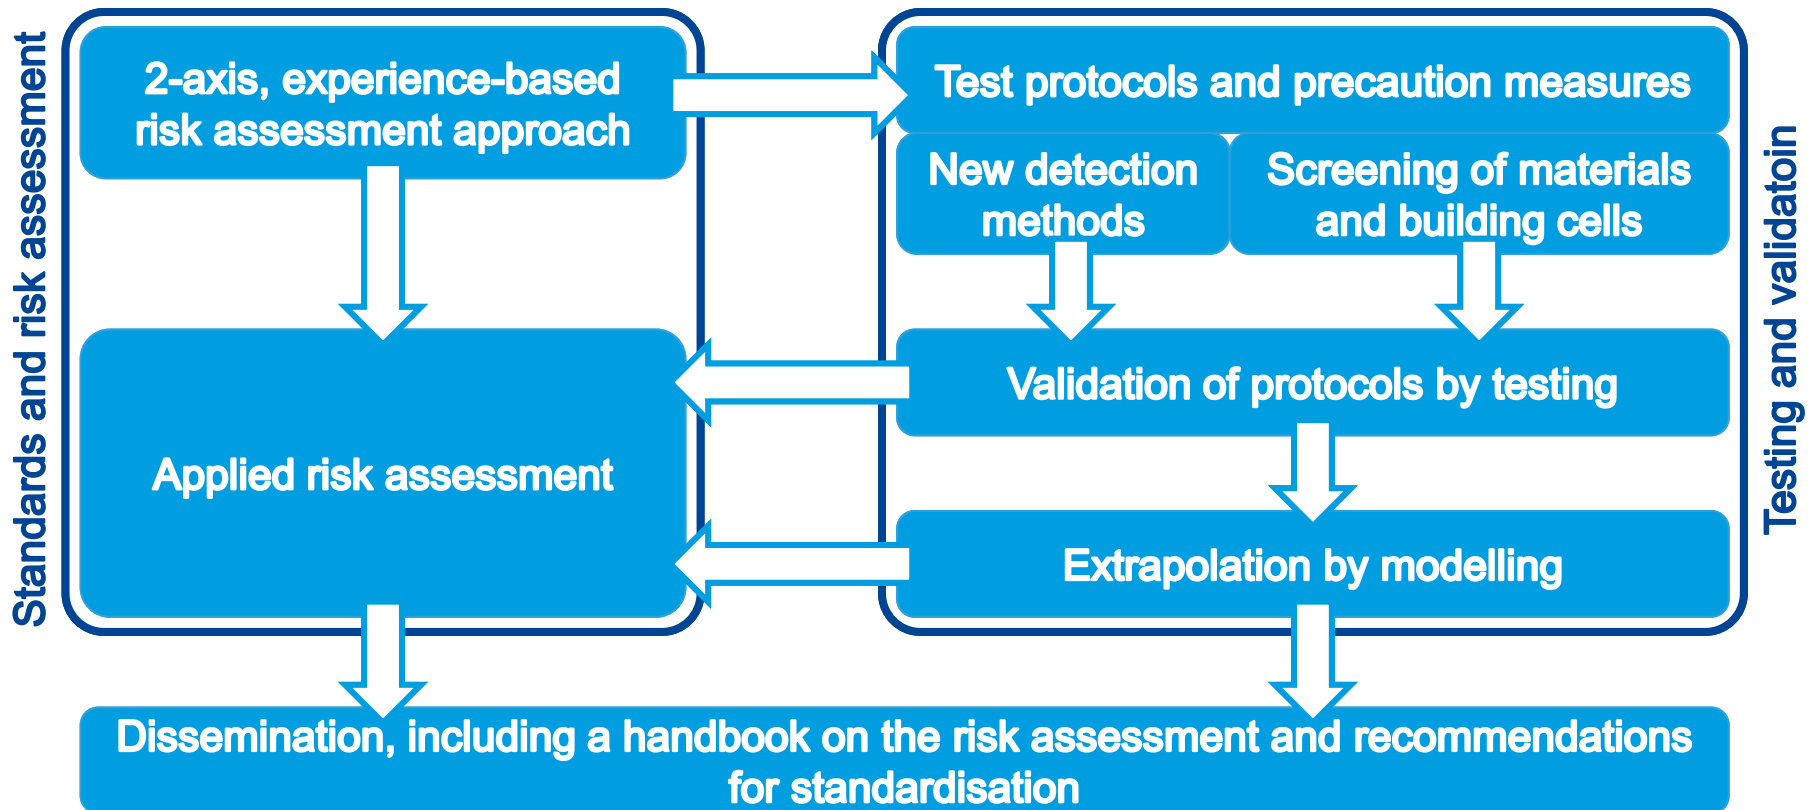 Standards and risk assessment
2-axis, experience-based
risk assessment approach
Applied risk assessment
Test protocols and precaution measures
New detection
methods
Screening of materials
and building cells
Validation of protocols by testing
Extrapolation by modelling
Testing and validatoin
Dissemination, including a handbook on the risk assessment and recommendations
for standardisation